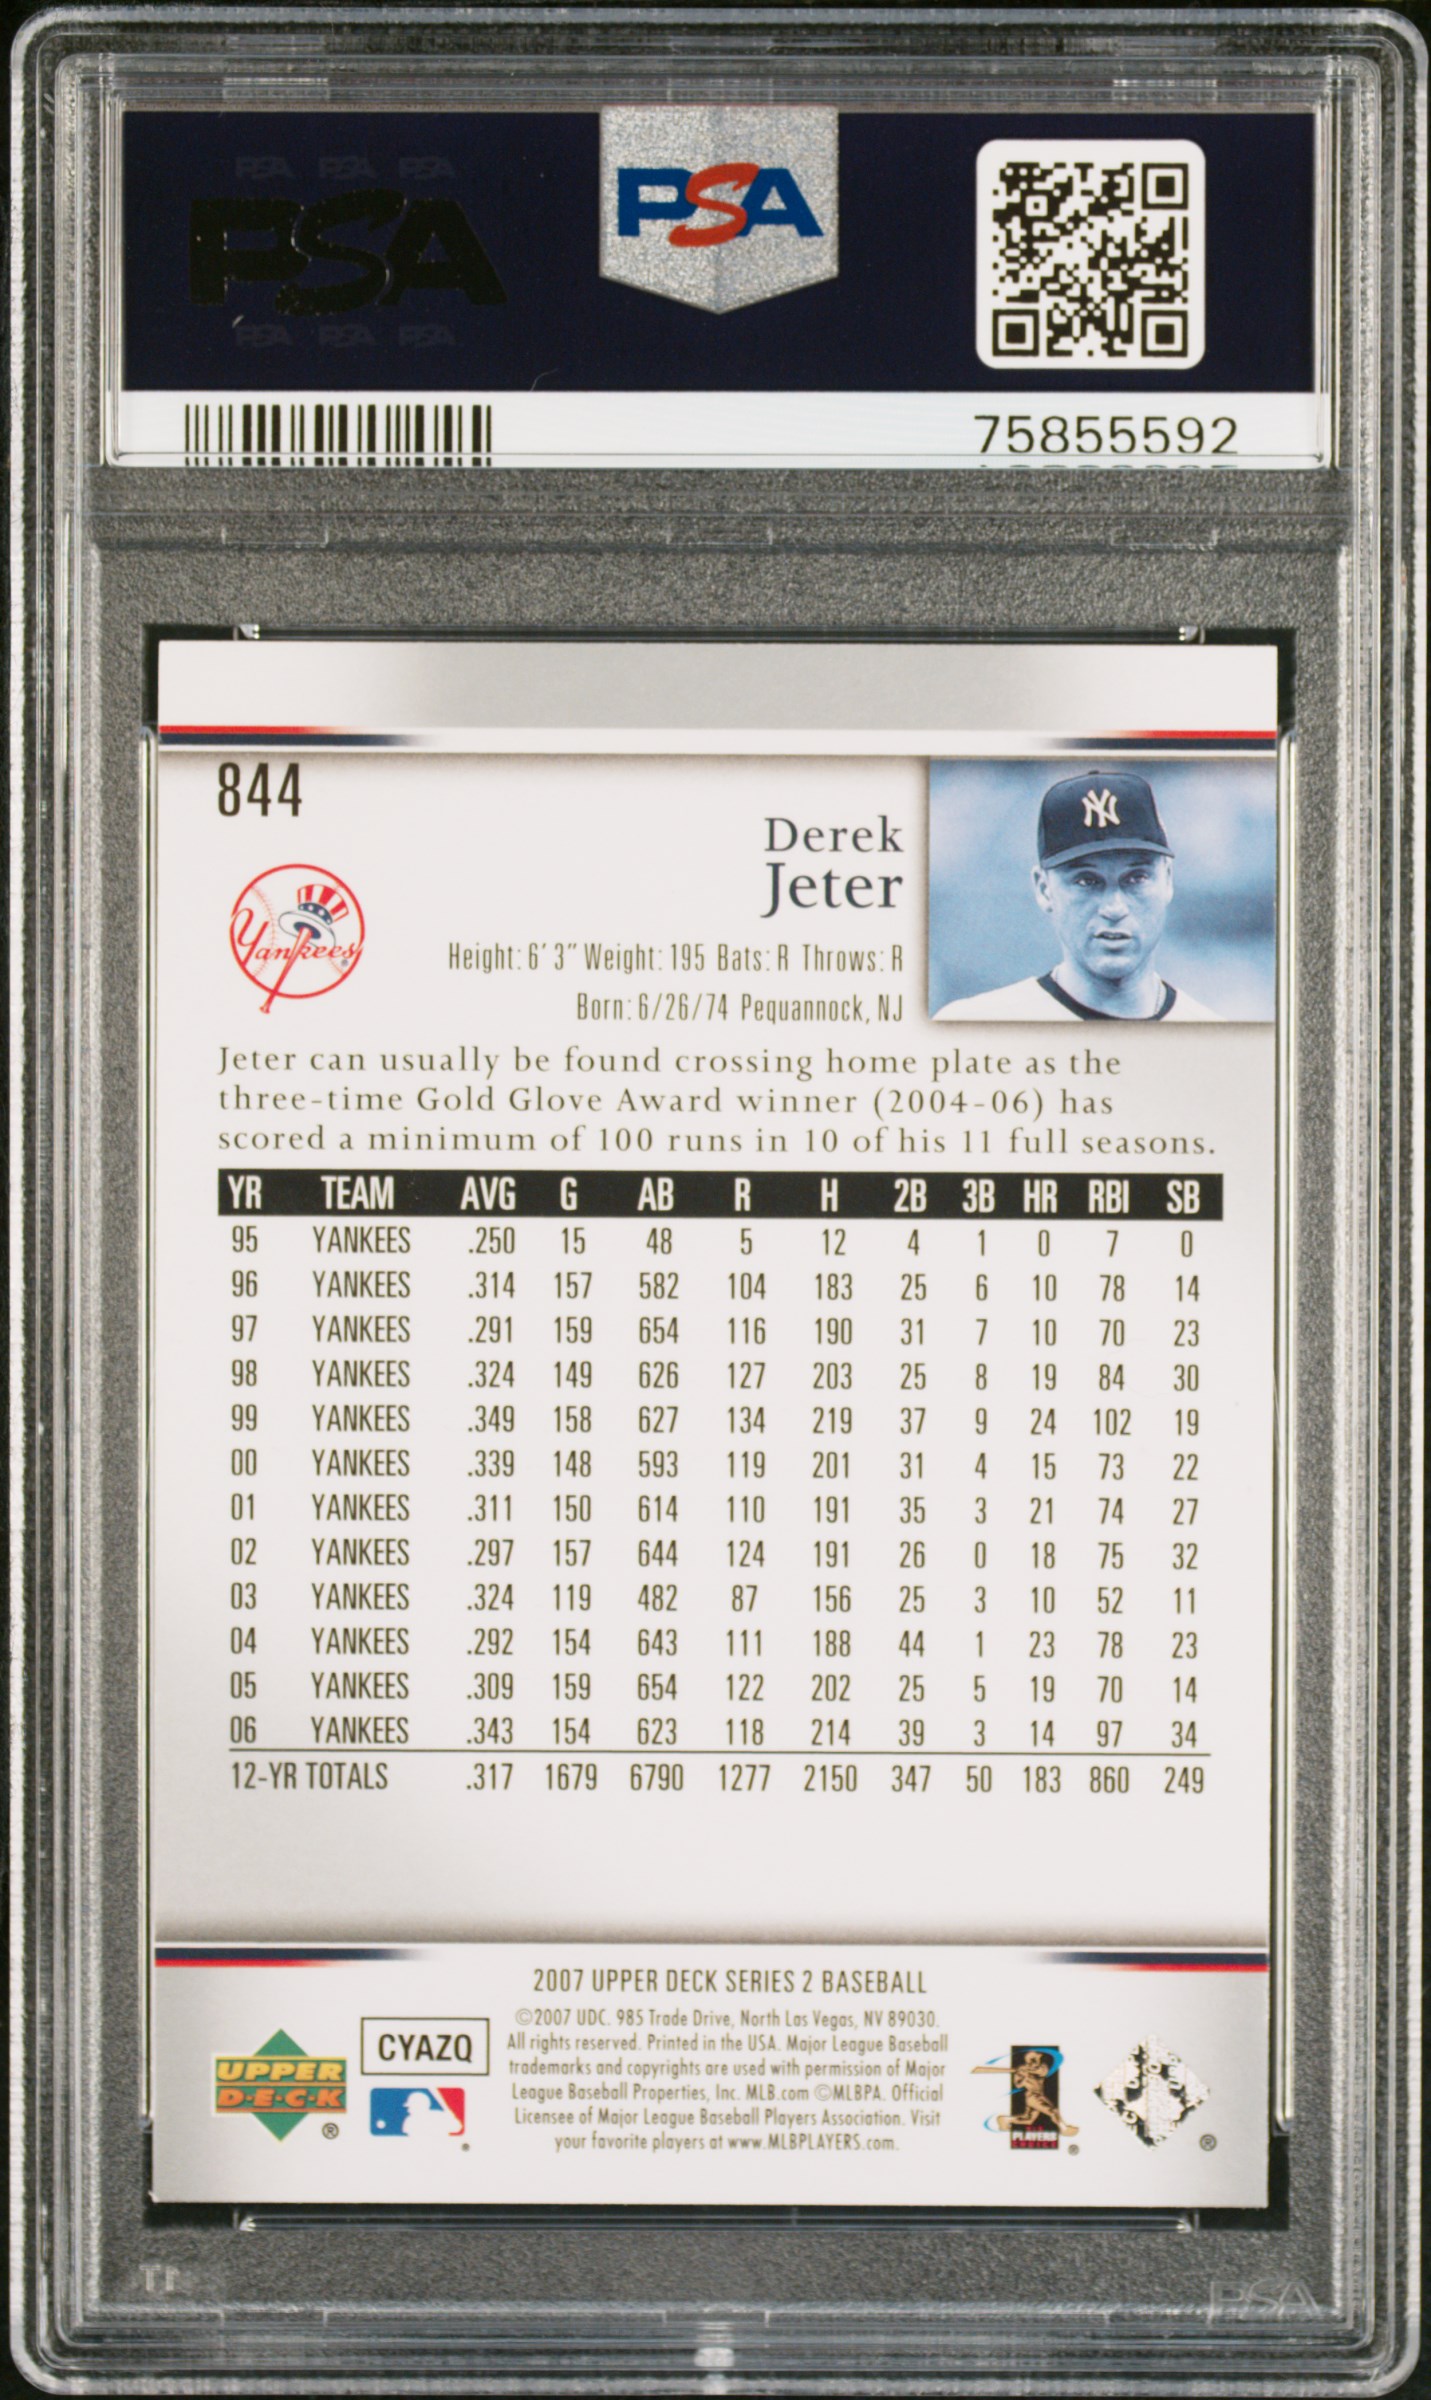 PSA PSA PSA
PSA
PSA
PSA PSA PSA
75855592
844
Derek
Jeter
NY
Yankees
Height: 6' 3" Weight: 195 Bats: R Throws: R
Born: 6/26/74 Pequannock, NJ
Jeter can usually be found crossing home plate as the
three-time Gold Glove Award winner (2004-06) has
scored a minimum of 100 runs in 10 of his 11 full seasons.
YR TEAM AVG G AB R H 2B 3B HR RBI SB
95 YANKEES .250 15 48 5 12 4 1 0 7 0
96 YANKEES .314 157 582 104 183 25 6 10 78 14
97 YANKEES .291 159 654 116 190 31 7 10 70 23
98 YANKEES .324 149 626 127 203 25 8 19 84 30
99 YANKEES .349 158 627 134 219 37 9 24 102 19
00 YANKEES .339 148 593 119 201 31 4 15 73 22
01 YANKEES .311 150 614 110 191 35 3 21 74 27
02 YANKEES .297 157 644 124 191 26 0 18 75 32
03 YANKEES .324 119 482 87 156 25 3 10 52 11
04 YANKEES .292 154 643 111 188 44 1 23 78 23
05 YANKEES .309 159 654 122 202 25 5 19 70 14
06 YANKEES .343 154 623 118 214 39 3 14 97 34
12-YR TOTALS .317 1679 6790 1277 2150 347 50 183 860 249
2007 UPPER DECK SERIES 2 BASEBALL
©2007 UDC. 985 Trade Drive, North Las Vegas, NV 89030.
All rights reserved. Printed in the USA. Major League Baseball
trademarks and copyrights are used with permission of Major
League Baseball Properties, Inc. MLB.com ©MLBPA. Official
Licensee of Major League Baseball Players Association. Visit
your favorite players at www.MLBPLAYERS.com.
UPPER
D·E·C·K
®
CYAZQ
PLAYERS
CHOICE
®
®
PSA